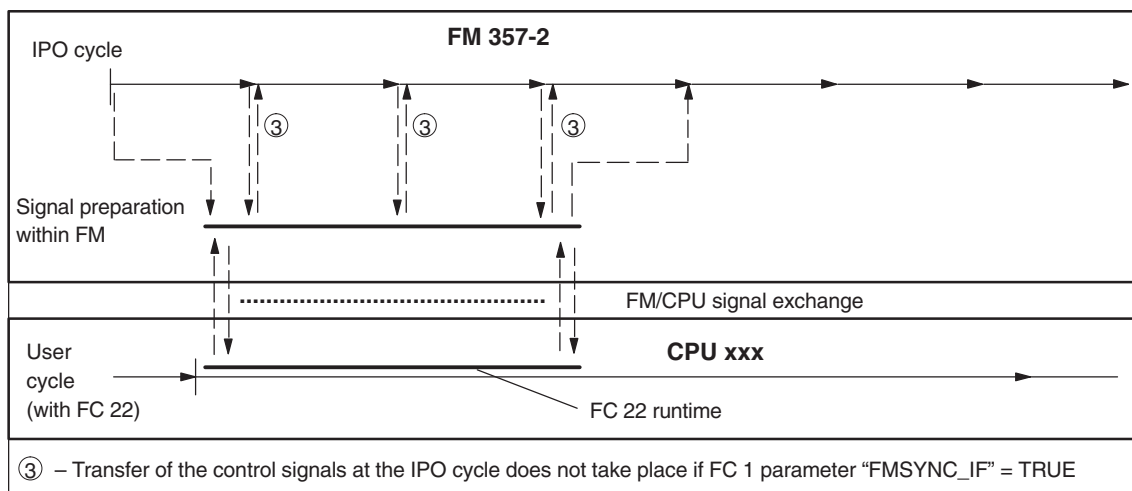 FM 357-2
IPO cycle
③
③
③
Signal preparation
within FM
FM/CPU signal exchange
User
cycle
(with FC 22)
CPU xxx
FC 22 runtime
③ – Transfer of the control signals at the IPO cycle does not take place if FC 1 parameter “FMSYNC_IF” = TRUE